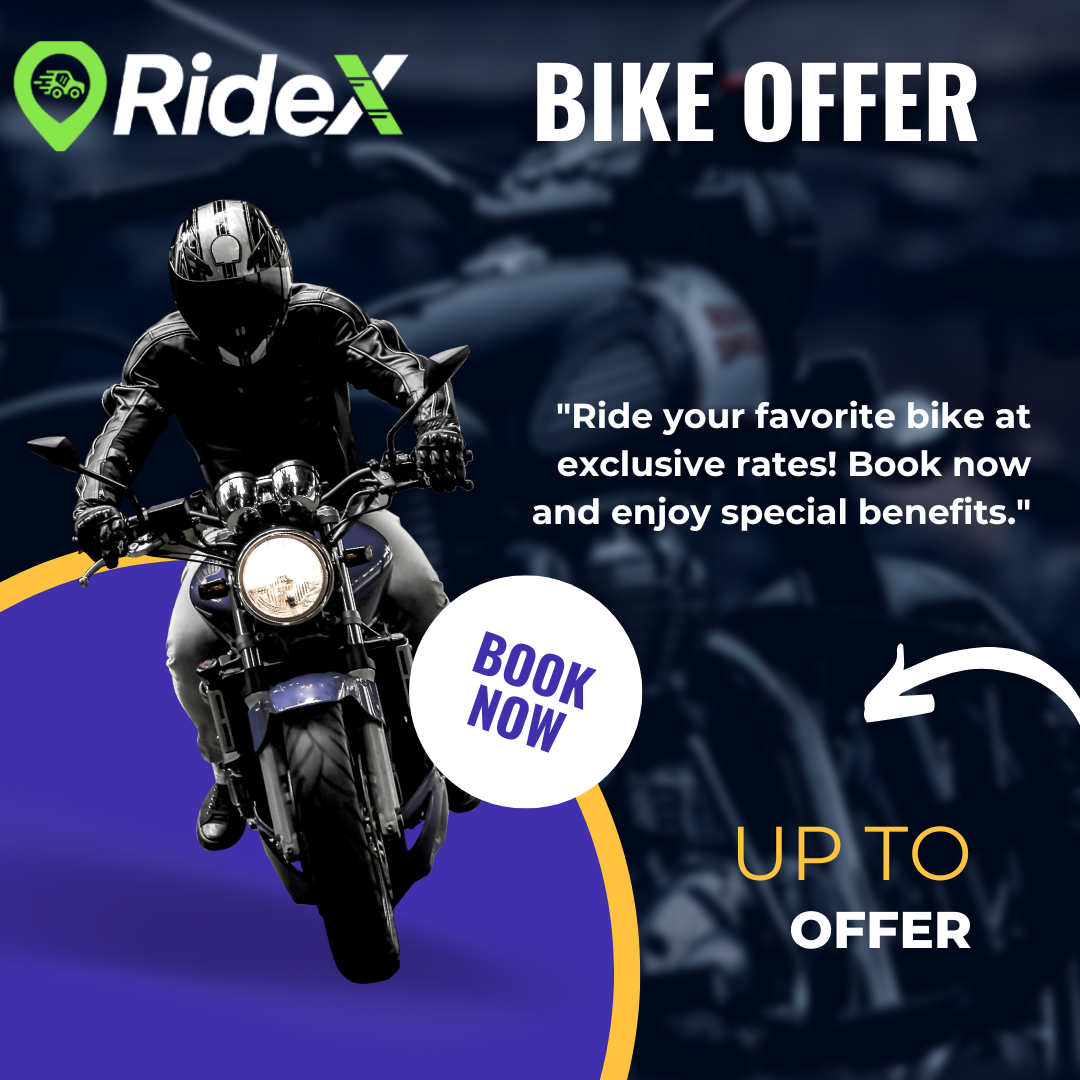 RideX
BIKE OFFER
"Ride your favorite bike at
exclusive rates! Book now
and enjoy special benefits."
BOOK
NOW
UP TO
OFFER